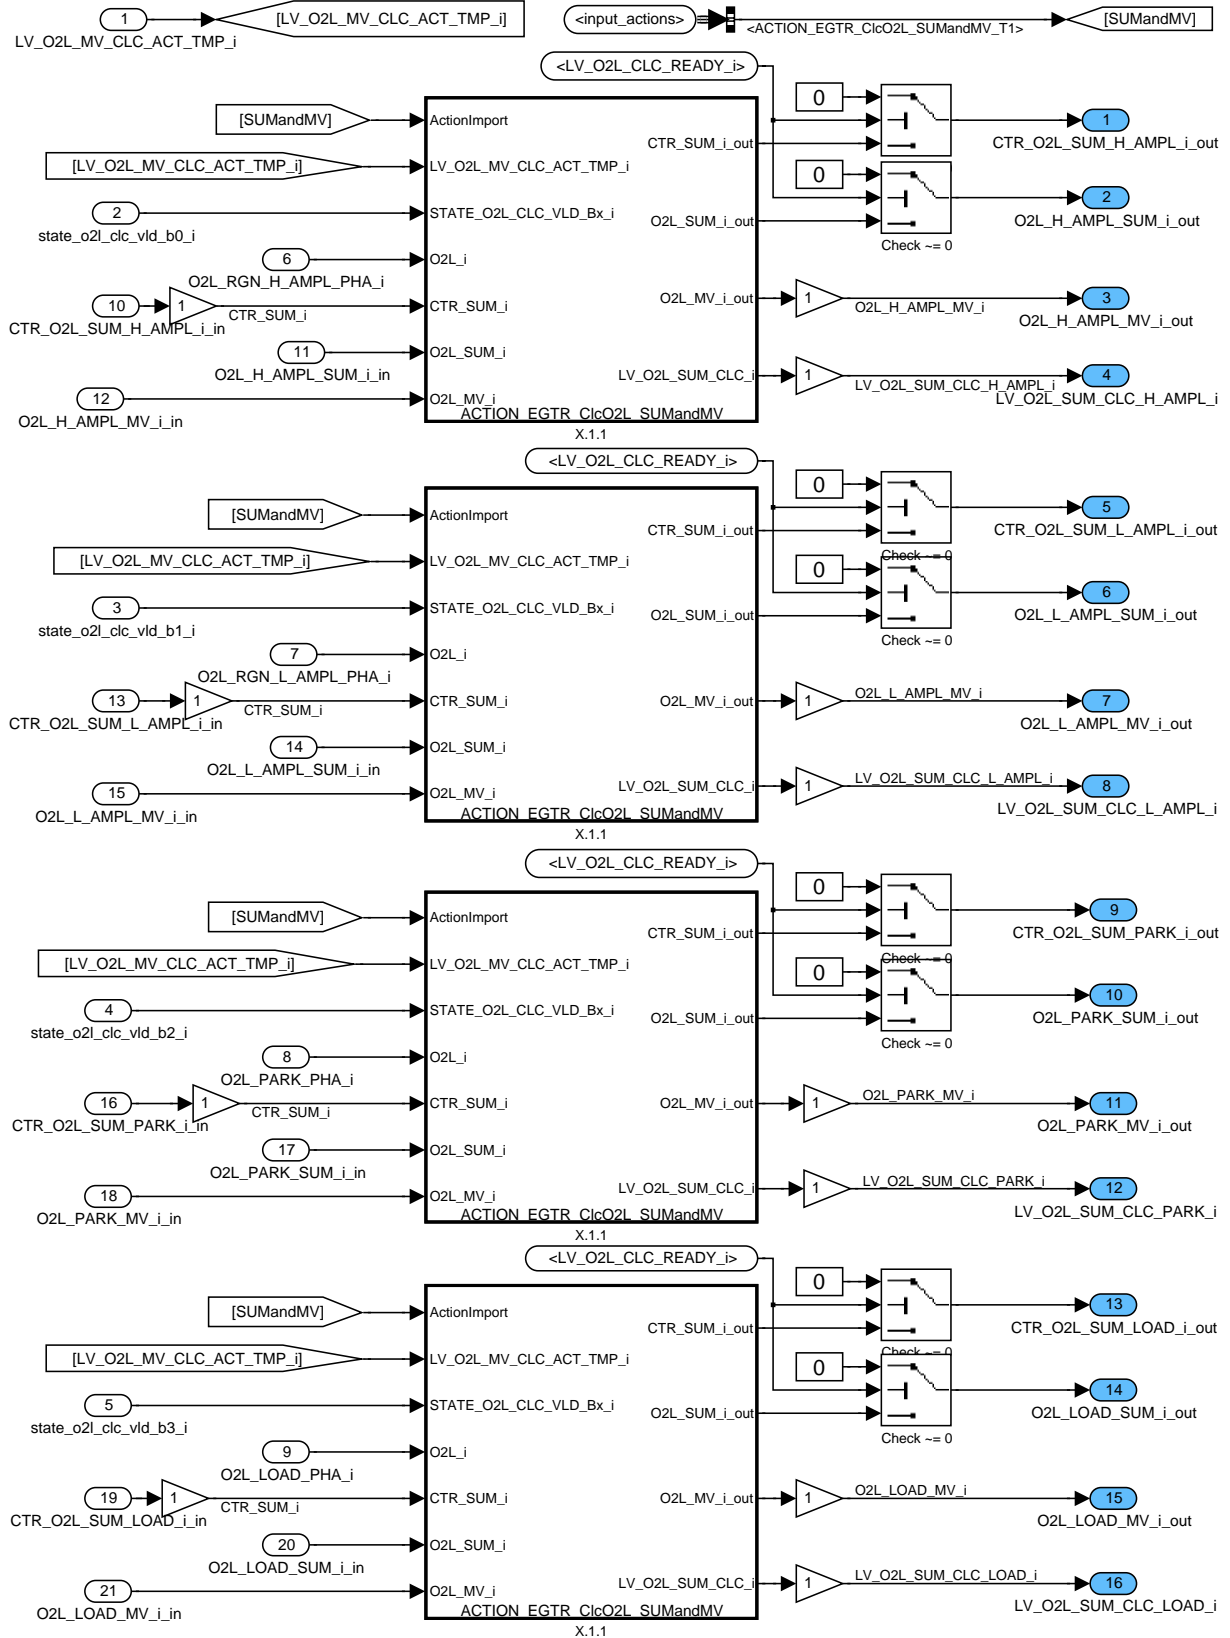 1
[LV_O2L_MV_CLC_ACT_TMP_i]
LV_O2L_MV_CLC_ACT_TMP_i
<input_actions>
<ACTION_EGTR_ClcO2L_SUMandMV_T1>
[SUMandMV]
<LV_O2L_CLC_READY_i>
[SUMandMV]
[LV_O2L_MV_CLC_ACT_TMP_i]
2
state_o2l_clc_vld_b0_i
6
O2L_RGN_H_AMPL_PHA_i
10
1
CTR_SUM_i
CTR_O2L_SUM_H_AMPL_i_in
11
O2L_H_AMPL_SUM_i_in
12
O2L_H_AMPL_MV_i_in
ActionImport
LV_O2L_MV_CLC_ACT_TMP_i
STATE_O2L_CLC_VLD_Bx_i
O2L_i
CTR_SUM_i
O2L_SUM_i
O2L_MV_i
CTR_SUM_i_out
O2L_SUM_i_out
O2L_MV_i_out
LV_O2L_SUM_CLC_i
ACTION_EGTR_ClcO2L_SUMandMV
X.1.1
0
1
CTR_O2L_SUM_H_AMPL_i_out
0
2
O2L_H_AMPL_SUM_i_out
Check ~= 0
1
O2L_H_AMPL_MV_i
3
O2L_H_AMPL_MV_i_out
1
LV_O2L_SUM_CLC_H_AMPL_i
4
LV_O2L_SUM_CLC_H_AMPL_i
<LV_O2L_CLC_READY_i>
[SUMandMV]
[LV_O2L_MV_CLC_ACT_TMP_i]
3
state_o2l_clc_vld_b1_i
7
O2L_RGN_L_AMPL_PHA_i
13
1
CTR_SUM_i
CTR_O2L_SUM_L_AMPL_i_in
14
O2L_L_AMPL_SUM_i_in
15
O2L_L_AMPL_MV_i_in
ActionImport
LV_O2L_MV_CLC_ACT_TMP_i
STATE_O2L_CLC_VLD_Bx_i
O2L_i
CTR_SUM_i
O2L_SUM_i
O2L_MV_i
CTR_SUM_i_out
O2L_SUM_i_out
O2L_MV_i_out
LV_O2L_SUM_CLC_i
ACTION_EGTR_ClcO2L_SUMandMV
X.1.1
0
5
CTR_O2L_SUM_L_AMPL_i_out
Check ~= 0
0
6
O2L_L_AMPL_SUM_i_out
Check ~= 0
1
O2L_L_AMPL_MV_i
7
O2L_L_AMPL_MV_i_out
1
LV_O2L_SUM_CLC_L_AMPL_i
8
LV_O2L_SUM_CLC_L_AMPL_i
<LV_O2L_CLC_READY_i>
[SUMandMV]
[LV_O2L_MV_CLC_ACT_TMP_i]
4
state_o2l_clc_vld_b2_i
8
O2L_PARK_PHA_i
16
1
CTR_SUM_i
CTR_O2L_SUM_PARK_i_in
17
O2L_PARK_SUM_i_in
18
O2L_PARK_MV_i_in
ActionImport
LV_O2L_MV_CLC_ACT_TMP_i
STATE_O2L_CLC_VLD_Bx_i
O2L_i
CTR_SUM_i
O2L_SUM_i
O2L_MV_i
CTR_SUM_i_out
O2L_SUM_i_out
O2L_MV_i_out
LV_O2L_SUM_CLC_i
ACTION_EGTR_ClcO2L_SUMandMV
X.1.1
0
9
CTR_O2L_SUM_PARK_i_out
Check ~= 0
0
10
O2L_PARK_SUM_i_out
Check ~= 0
1
O2L_PARK_MV_i
11
O2L_PARK_MV_i_out
1
LV_O2L_SUM_CLC_PARK_i
12
LV_O2L_SUM_CLC_PARK_i
<LV_O2L_CLC_READY_i>
[SUMandMV]
[LV_O2L_MV_CLC_ACT_TMP_i]
5
state_o2l_clc_vld_b3_i
9
O2L_LOAD_PHA_i
19
1
CTR_SUM_i
CTR_O2L_SUM_LOAD_i_in
20
O2L_LOAD_SUM_i_in
21
O2L_LOAD_MV_i_in
ActionImport
LV_O2L_MV_CLC_ACT_TMP_i
STATE_O2L_CLC_VLD_Bx_i
O2L_i
CTR_SUM_i
O2L_SUM_i
O2L_MV_i
CTR_SUM_i_out
O2L_SUM_i_out
O2L_MV_i_out
LV_O2L_SUM_CLC_i
ACTION_EGTR_ClcO2L_SUMandMV
X.1.1
0
13
CTR_O2L_SUM_LOAD_i_out
Check ~= 0
0
14
O2L_LOAD_SUM_i_out
Check ~= 0
1
O2L_LOAD_MV_i
15
O2L_LOAD_MV_i_out
1
LV_O2L_SUM_CLC_LOAD_i
16
LV_O2L_SUM_CLC_LOAD_i